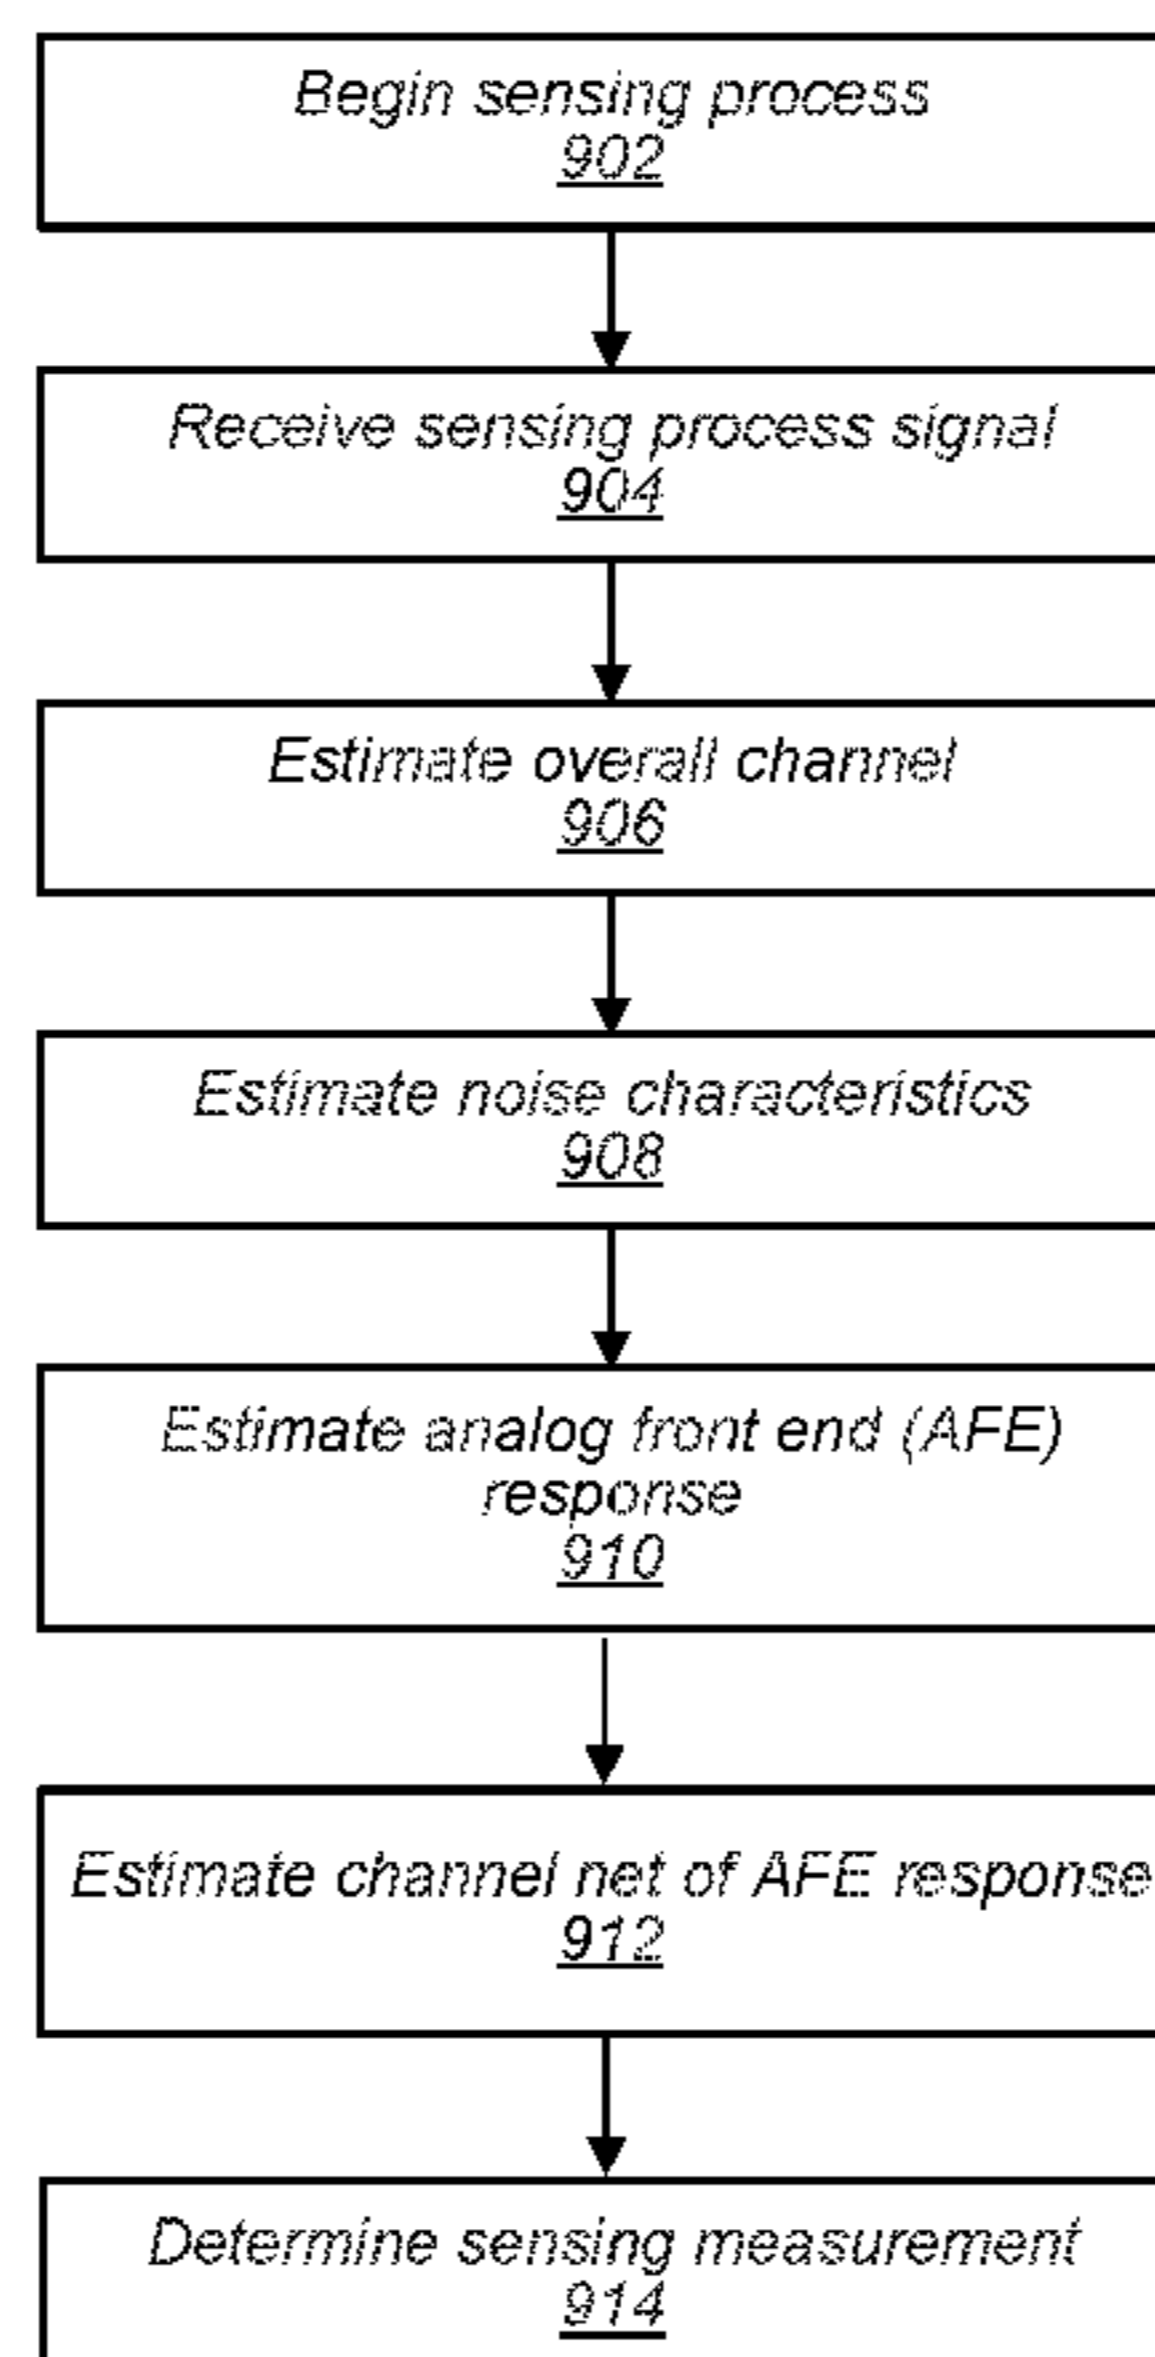 Begin sensing process
902
Receive sensing process signal
904
Estimate overall channel
906
Estimate noise characteristics
908
Estimate analog front end (AFE)
response
910
Estimate channel net of AFE response
912
Determine sensing measurement
914